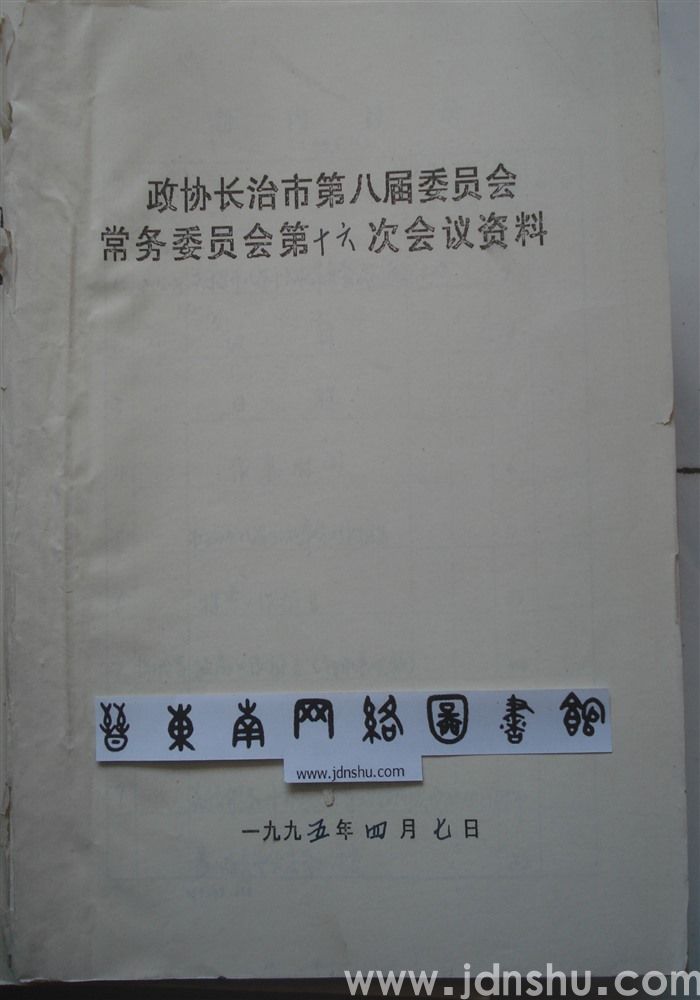 政协长治市第八届委员会
常务委员会第十六次会议资料
晋東南网络圖書館
www.jdnshu.com
一九九五年四月七日
www.jdnshu.com